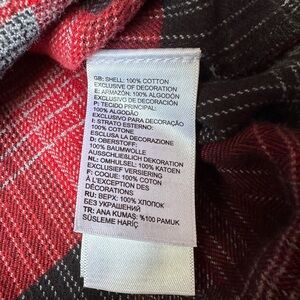 GB: SHELL: 100% COTTON
EXCLUSIVE OF DECORATION
E: ARMAZÓN: 100% ALGODÓN
EXCLUSIVO DE DECORACIÓN
P: TECIDO PRINCIPAL:
100% ALGODÃO
EXCLUSIVO PARA DECORAÇÃO
I: STRATO ESTERNO:
100% COTONE
ESCLUSA LA DECORAZIONE
D: OBERSTOFF:
100% BAUMWOLLE
AUSSCHLIEßLICH DEKORATION
NL: OMHULSEL: 100% KATOEN
EXCLUSIEF VERSIERING
F: COQUE: 100% COTON
À L'EXCEPTION DES
DÉCORATIONS
RU: ВЕРХ: 100% ХЛОПОК
БЕЗ УКРАШЕНИЙ
TR: ANA KUMAŞ: %100 PAMUK
SÜSLEME HARİÇ